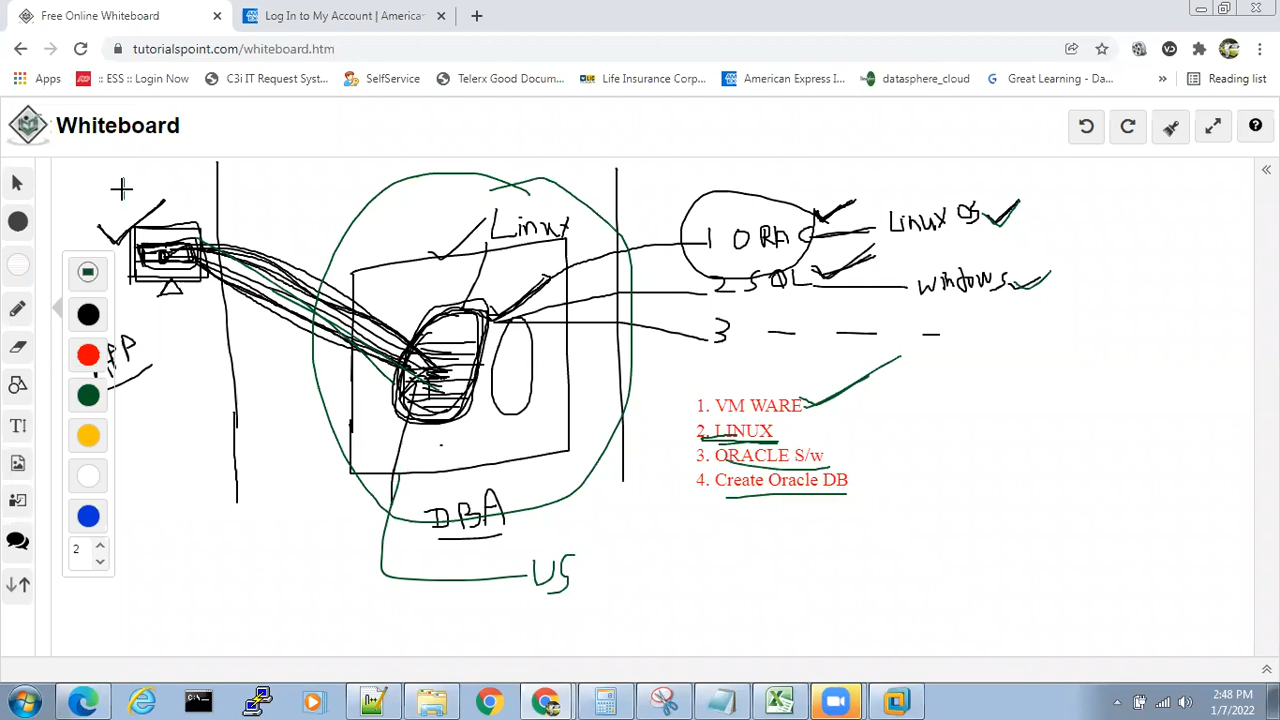 Free Online Whiteboard
Log In to My Account | America
tutorialspoint.com/whiteboard.htm
Apps
:: ESS :: Login Now
C3i IT Request Syst...
SelfService
Telerx Good Docum...
Life Insurance Corp...
American Express I...
datasphere_cloud
Great Learning - Da...
»
Reading list
Whiteboard
Linux
1 ORAC
Linux OS
2 SQL
windows
3
1. VM WARE
2. LINUX
3. ORACLE S/w
4. Create Oracle DB
DBA
US
2
2:48 PM
1/7/2022